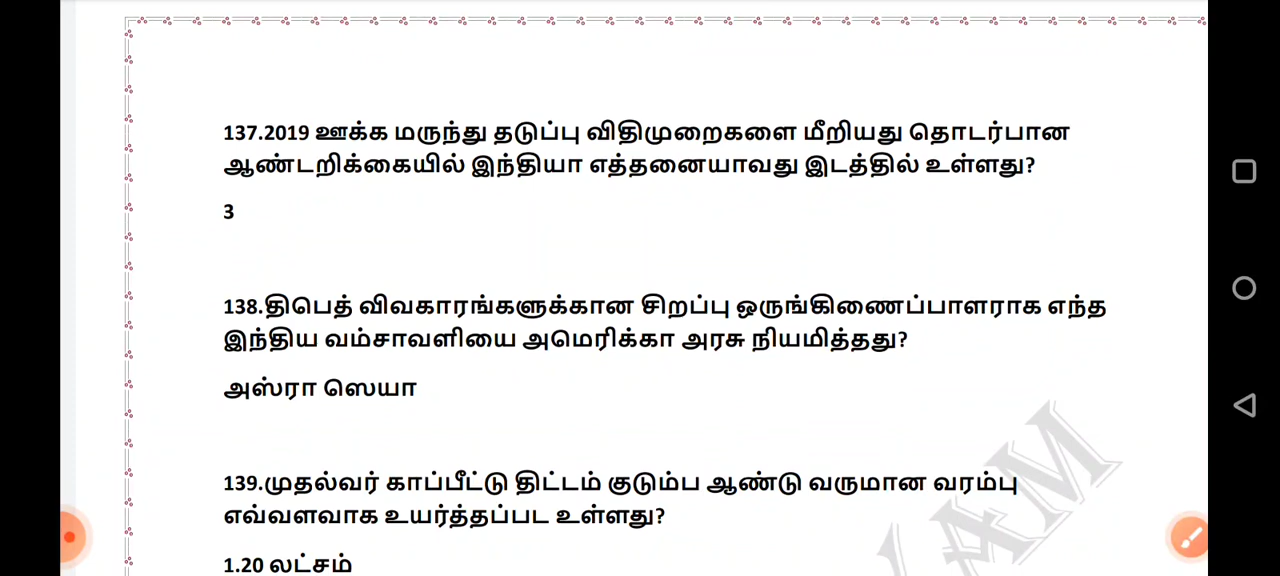 137.2019 ஊக்க மருந்து தடுப்பு விதிமுறைகளை மீறியது தொடர்பான
ஆண்டறிக்கையில் இந்தியா எத்தனையாவது இடத்தில் உள்ளது?
3
138.திபெத் விவகாரங்களுக்கான சிறப்பு ஒருங்கிணைப்பாளராக எந்த
இந்திய வம்சாவளியை அமெரிக்கா அரசு நியமித்தது?
அஸ்ரா ஸெயா
139.முதல்வர் காப்பீட்டு திட்டம் குடும்ப ஆண்டு வருமான வரம்பு
எவ்வளவாக உயர்த்தப்பட உள்ளது?
1.20 லட்சம்